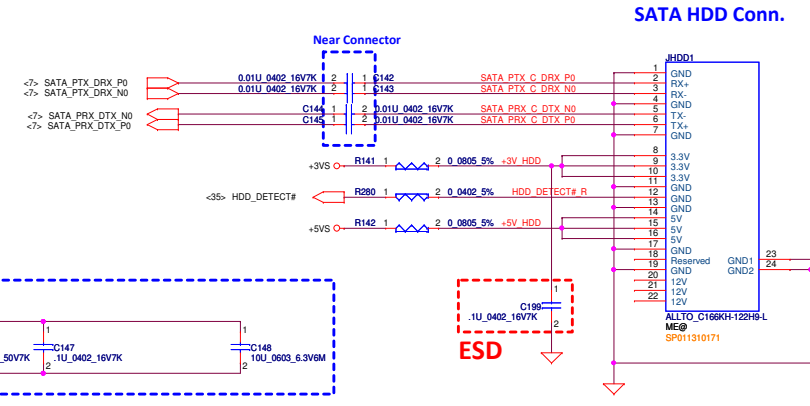 SATA HDD Conn.
Near Connector
JHDD1
<7> SATA_PTX_DRX_P0 0.01U_0402_16V7K 2 1 C142 SATA_PTX_C_DRX_P0
<7> SATA_PTX_DRX_N0 0.01U_0402_16V7K 2 1 C143 SATA_PTX_C_DRX_N0
<7> SATA_PRX_DTX_N0 C144 1 2 0.01U_0402_16V7K SATA_PRX_C_DTX_N0
<7> SATA_PRX_DTX_P0 C145 1 2 0.01U_0402_16V7K SATA_PRX_C_DTX_P0
1 GND
2 RX+
3 RX-
4 GND
5 TX-
6 TX+
7 GND
+3VS R141 1 2 0_0805_5% +3V_HDD
<35> HDD_DETECT# R280 1 2 0_0402_5% HDD_DETECT#_R
+5VS R142 1 2 0_0805_5% +5V_HDD
8 3.3V
9 3.3V
10 3.3V
11 GND
12 GND
13 GND
14 5V
15 5V
16 5V
17 GND
18 Reserved
19 GND
20 12V
21 12V
22 12V
GND1 23
GND2 24
ALLTO_C166KH-122H9-L
ME@
SP011310171
1
C199
.1U_0402_16V7K
2
ESD
_50V7K
1
C147
.1U_0402_16V7K
2
1
C148
10U_0603_6.3V6M
2